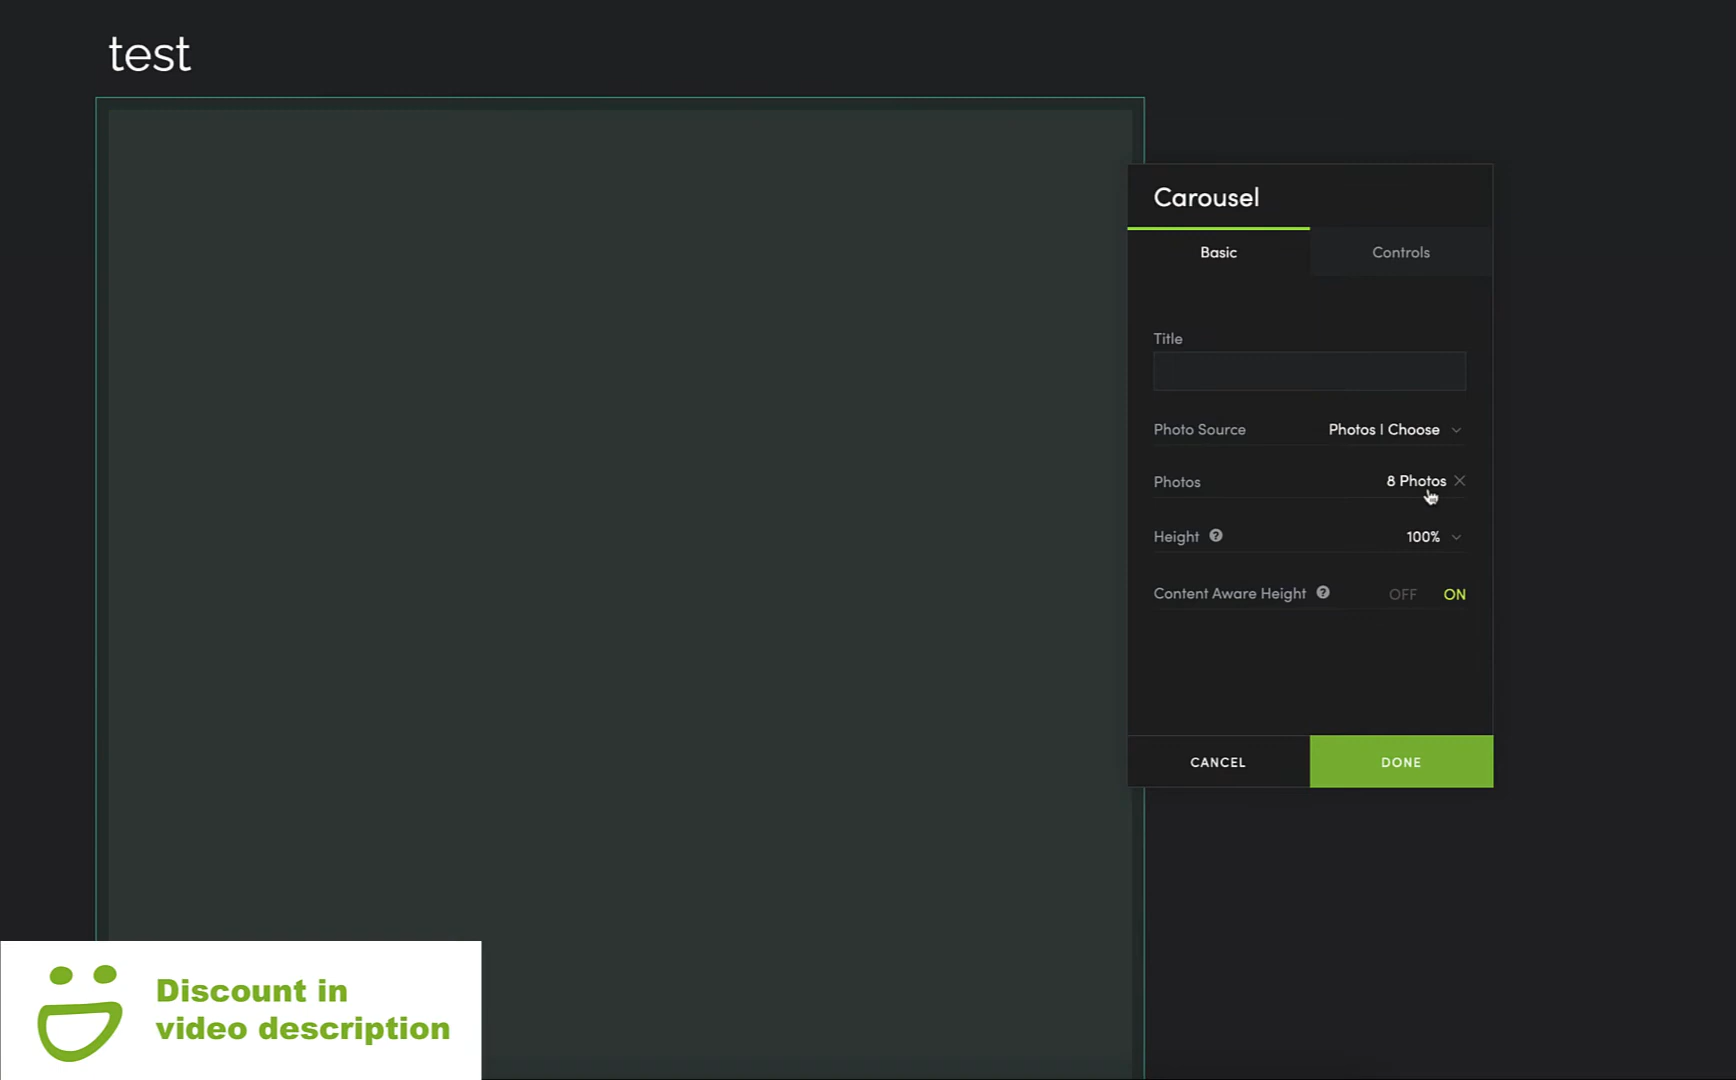 test
Carousel
Basic
Controls
Title
Photo Source
Photos I Choose
Photos
8 Photos
Height
100%
Content Aware Height
OFF
ON
CANCEL
DONE
Discount in
video description